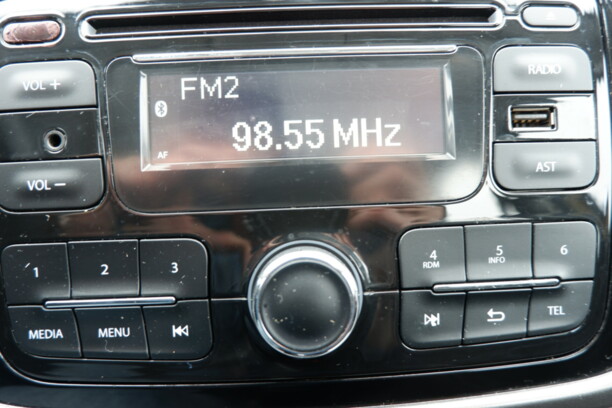 VOL +
RADIO
FM2
98.55 MHz
AF
VOL −
AST
1
2
3
4
RDM
5
INFO
6
MEDIA
MENU
TEL